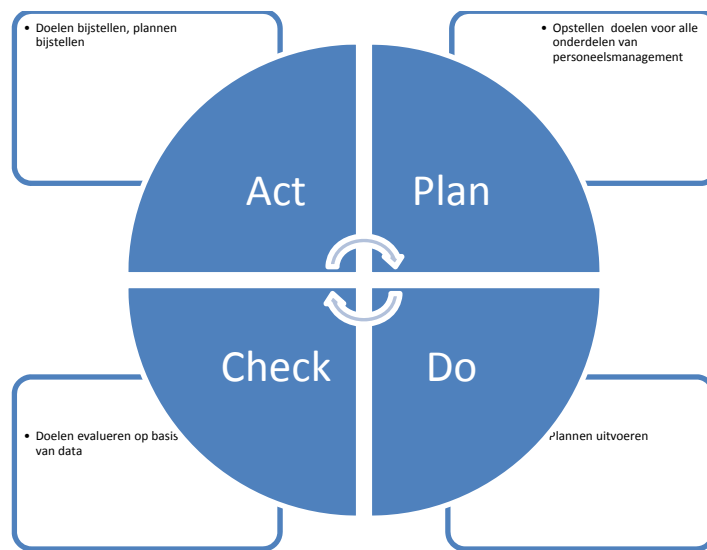 • Doelen bijstellen, plannen
bijstellen
• Opstellen doelen voor alle
onderdelen van
personeelsmanagement
Act
Plan
Check
Do
• Doelen evalueren op basis
van data
Plannen uitvoeren